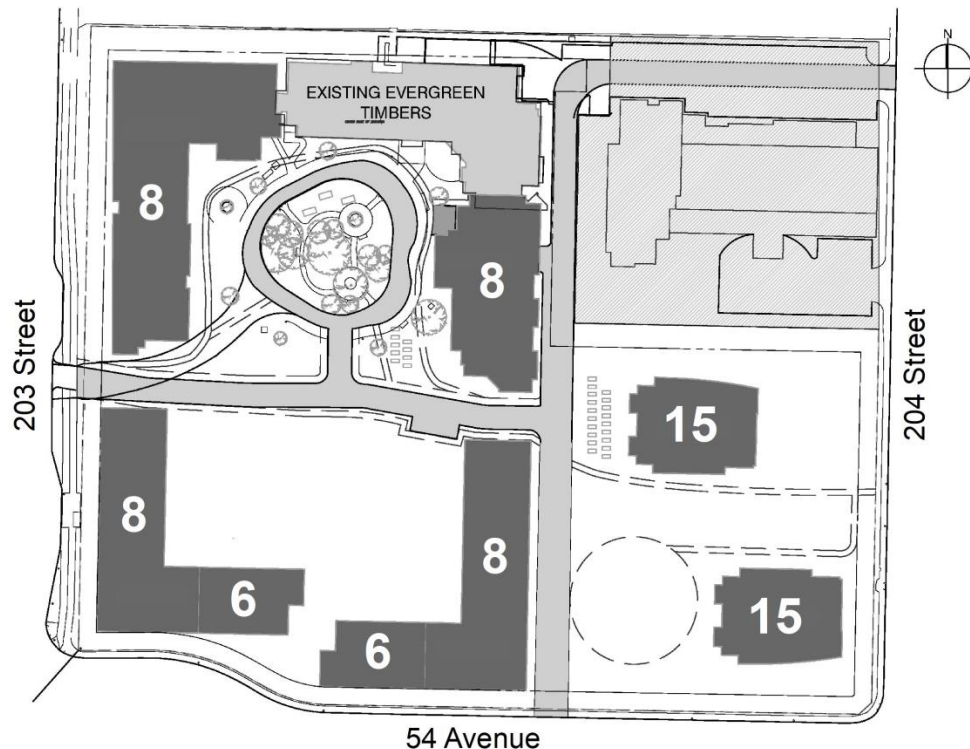 N
EXISTING EVERGREEN
TIMBERS
8
8
203 Street
204 Street
15
8
8
6
15
6
54 Avenue